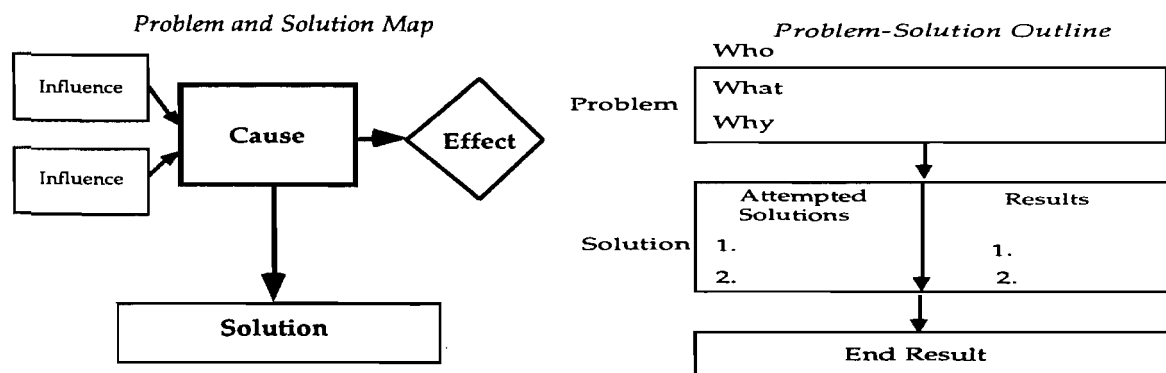 Problem and Solution Map
Influence
Influence
Cause
Effect
Solution
Problem-Solution Outline
Who
Problem
What
Why
Solution
Attempted
Solutions
1.
2.
Results
1.
2.
End Result